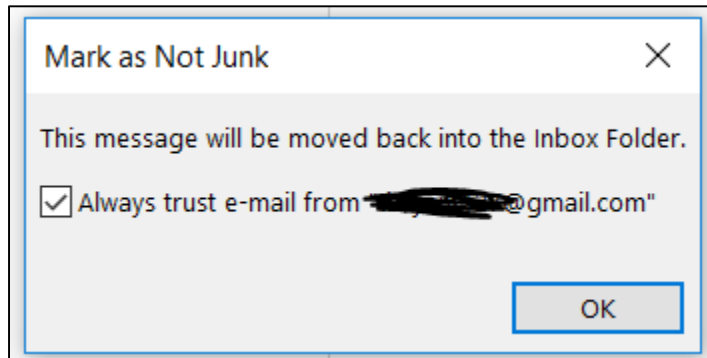 Mark as Not Junk
This message will be moved back into the Inbox Folder.
Always trust e-mail from @gmail.com"
OK